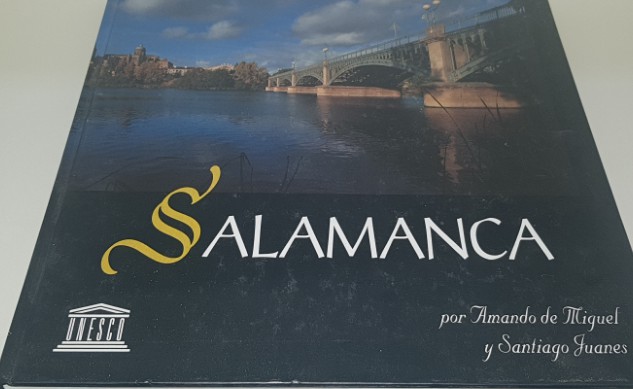 SALAMANCA
UNESCO
por Amando de Miguel
y Santiago Juanes